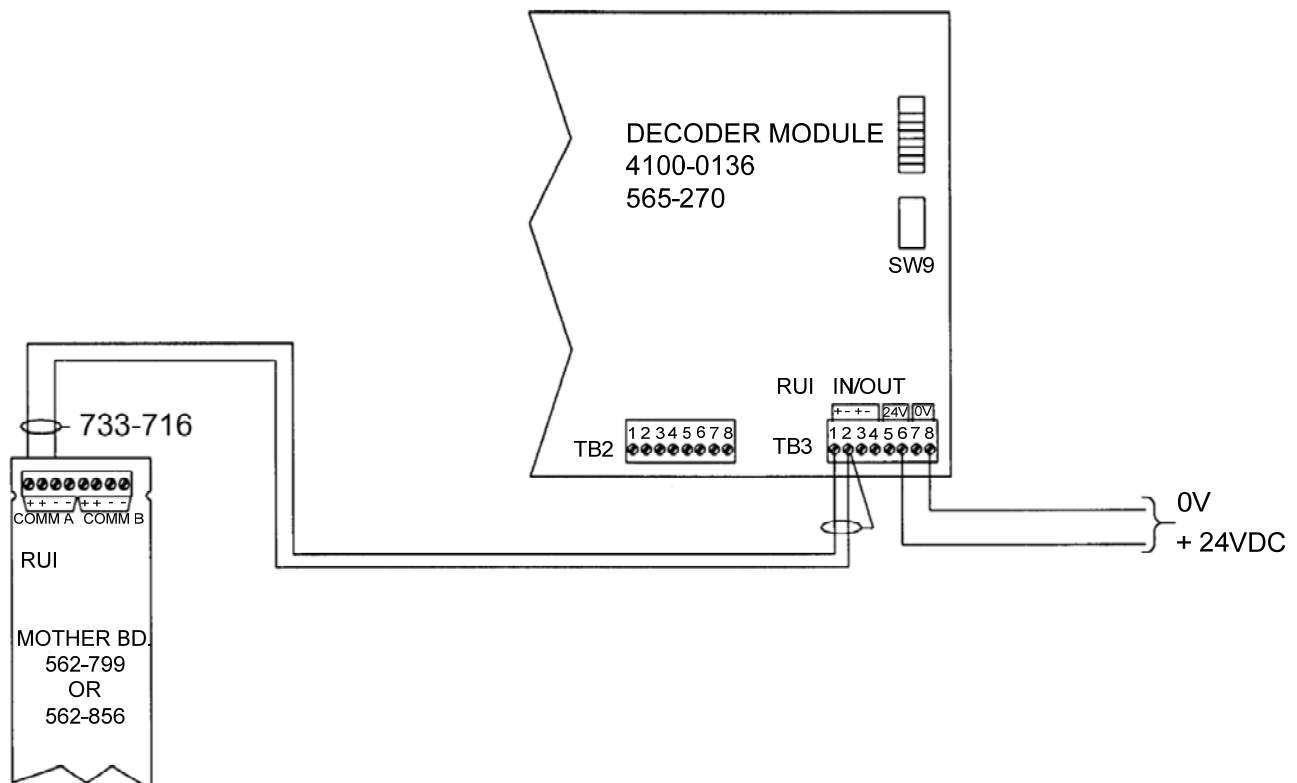 DECODER MODULE
4100-0136
565-270
SW9
RUI IN/OUT
+ - + - 24V 0V
1 2 3 4 5 6 7 8
TB2
1 2 3 4 5 6 7 8
TB3
733-716
+ + - - + + - -
COMM A COMM B
RUI
MOTHER BD.
562-799
OR
562-856
0V
+ 24VDC